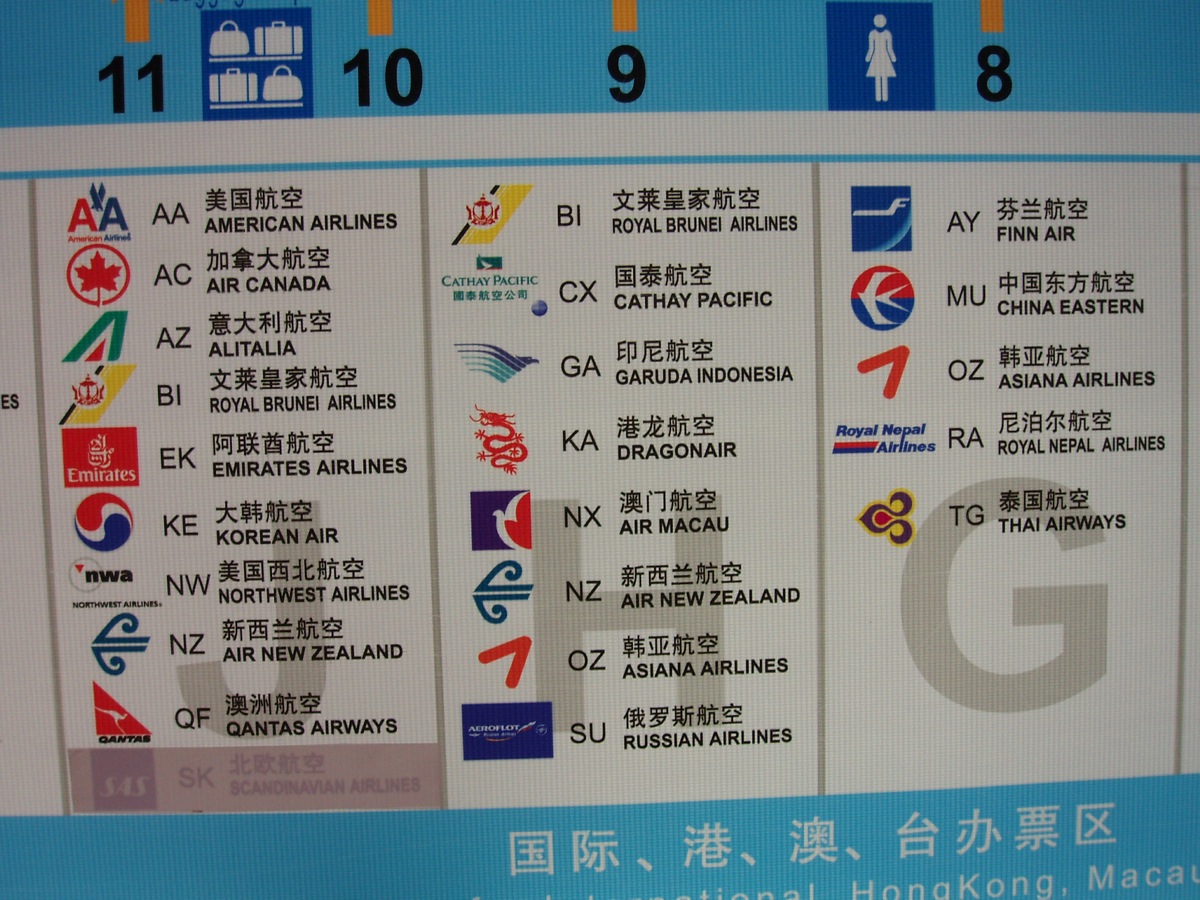 11
10
9
8
ES
AA
American Airlines
AA
美国航空
AMERICAN AIRLINES
AC
加拿大航空
AIR CANADA
AZ
意大利航空
ALITALIA
BI
文莱皇家航空
ROYAL BRUNEI AIRLINES
Emirates
EK
阿联酋航空
EMIRATES AIRLINES
KE
大韩航空
KOREAN AIR
nwa
NORTHWEST AIRLINES
NW
美国西北航空
NORTHWEST AIRLINES
NZ
新西兰航空
AIR NEW ZEALAND
QANTAS
QF
澳洲航空
QANTAS AIRWAYS
SAS
SK
北欧航空
SCANDINAVIAN AIRLINES
J
BI
文莱皇家航空
ROYAL BRUNEI AIRLINES
CATHAY PACIFIC
國泰航空公司
CX
国泰航空
CATHAY PACIFIC
GA
印尼航空
GARUDA INDONESIA
KA
港龙航空
DRAGONAIR
NX
澳门航空
AIR MACAU
NZ
新西兰航空
AIR NEW ZEALAND
OZ
韩亚航空
ASIANA AIRLINES
AEROFLOT
SU
俄罗斯航空
RUSSIAN AIRLINES
H
AY
芬兰航空
FINN AIR
MU
中国东方航空
CHINA EASTERN
OZ
韩亚航空
ASIANA AIRLINES
Royal Nepal
Airlines
RA
尼泊尔航空
ROYAL NEPAL AIRLINES
TG
泰国航空
THAI AIRWAYS
G
国际、港、澳、台办票区
International, HongKong, Macau